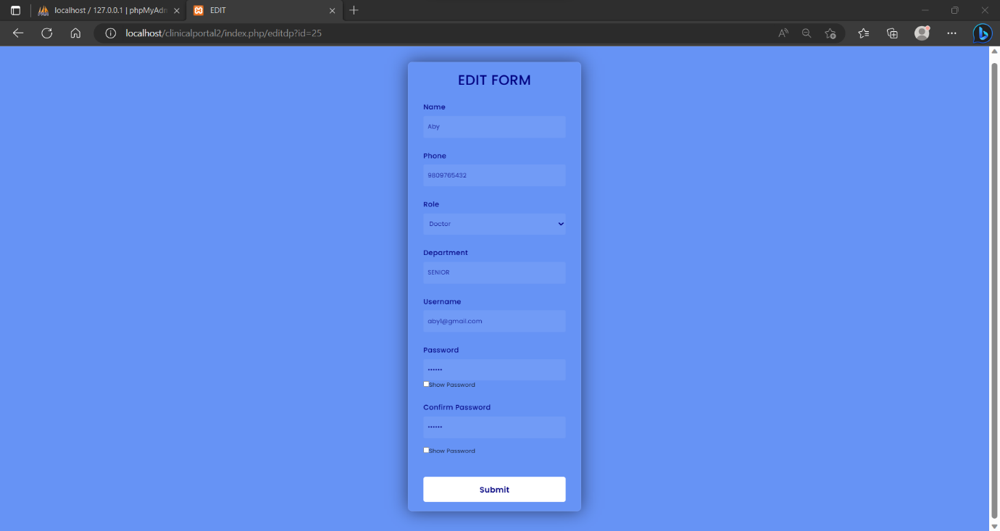 localhost / 127.0.0.1 | phpMyAdn
EDIT
localhost/clinicalportal2/index.php/editdp?id=25
EDIT FORM
Name
Aby
Phone
9809765432
Role
Doctor
Department
SENIOR
Username
aby1@gmail.com
Password
••••••
Show Password
Confirm Password
••••••
Show Password
Submit